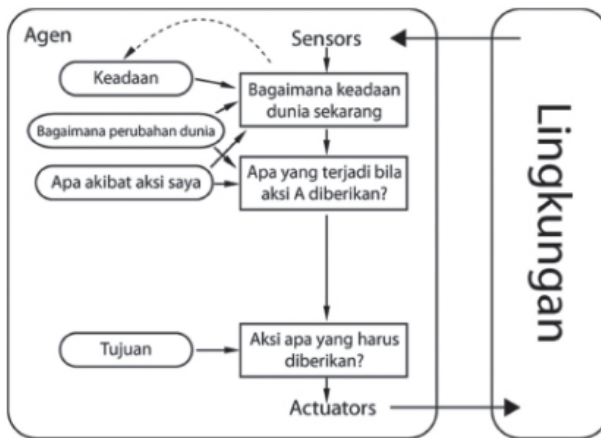 Agen
Sensors
Keadaan
Bagaimana keadaan
dunia sekarang
Bagaimana perubahan dunia
Apa akibat aksi saya
Apa yang terjadi bila
aksi A diberikan?
Tujuan
Aksi apa yang harus
diberikan?
Actuators
Lingkungan